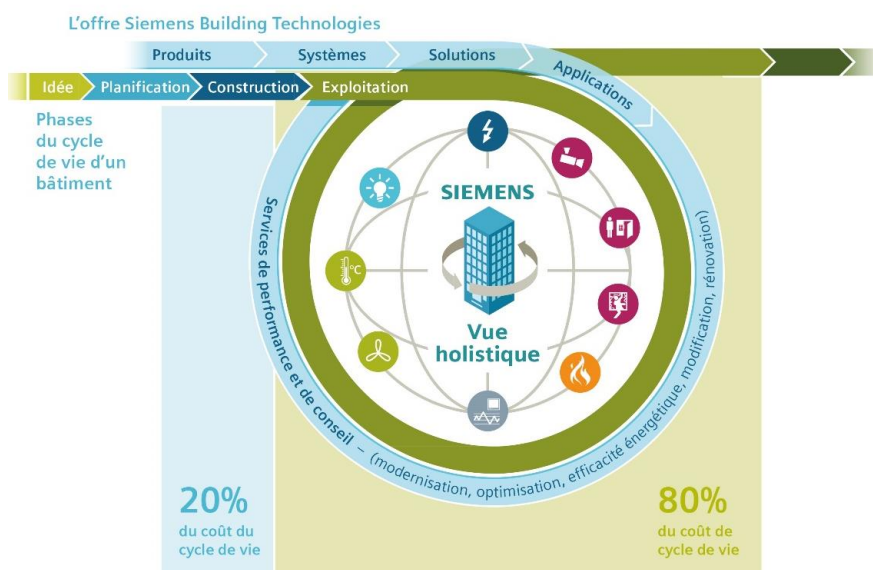 L'offre Siemens Building Technologies
Produits Systèmes Solutions Applications
Idée Planification Construction Exploitation
Phases
du cycle
de vie d'un
bâtiment
°C
SIEMENS
Vue
holistique
Services de performance et de conseil – (modernisation, optimisation, efficacité énergétique, modification, rénovation)
20%
du coût du
cycle de vie
80%
du coût de
cycle de vie